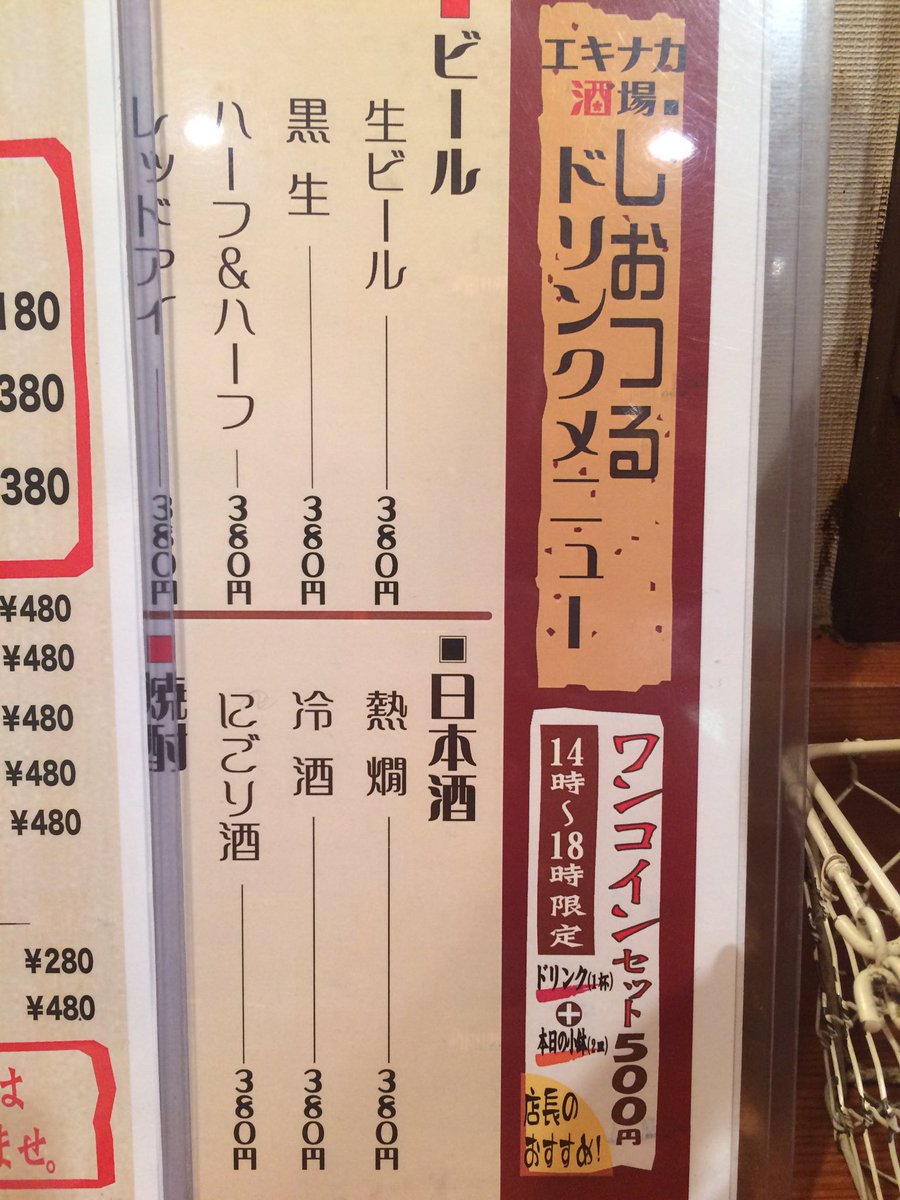 エキナカ
酒場・
しおつる
ドリンクメニュー
ワンコインセット500円
14時～18時限定
ドリンク(1杯)
+
本日の小鉢(2皿)
店長の
おすすめ!
■ビール
生ビール 380円
黒生 380円
ハーフ&ハーフ 380円
レッドアイ 380円
■日本酒
熱燗 380円
冷酒 380円
にごり酒 380円
■焼酎
180
380
380
¥480
¥480
¥480
¥480
¥480
¥280
¥480
は
ませ。